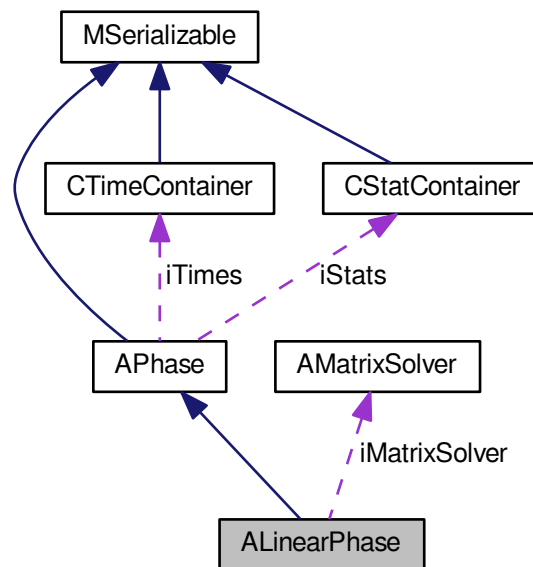 MSerializable
CTimeContainer
CStatContainer
iTimes
iStats
APhase
AMatrixSolver
iMatrixSolver
ALinearPhase